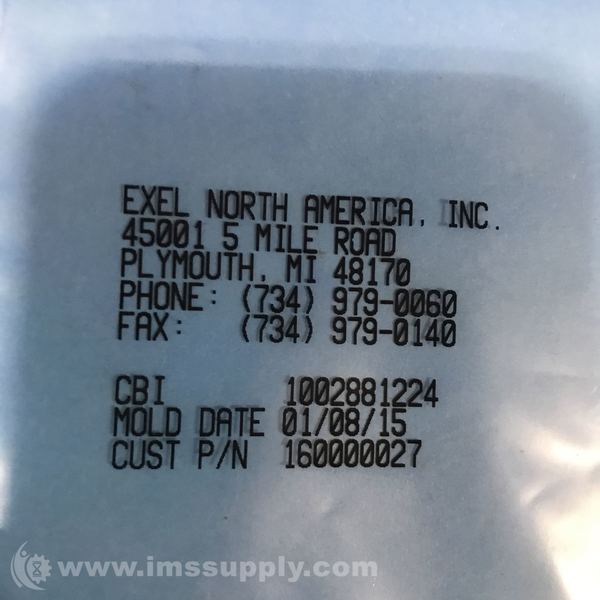 EXEL NORTH AMERICA, INC.
45001 5 MILE ROAD
PLYMOUTH, MI 48170
PHONE: (734) 979-0060
FAX: (734) 979-0140
CBI 1002881224
MOLD DATE 01/08/15
CUST P/N 160000027
www.imssupply.com